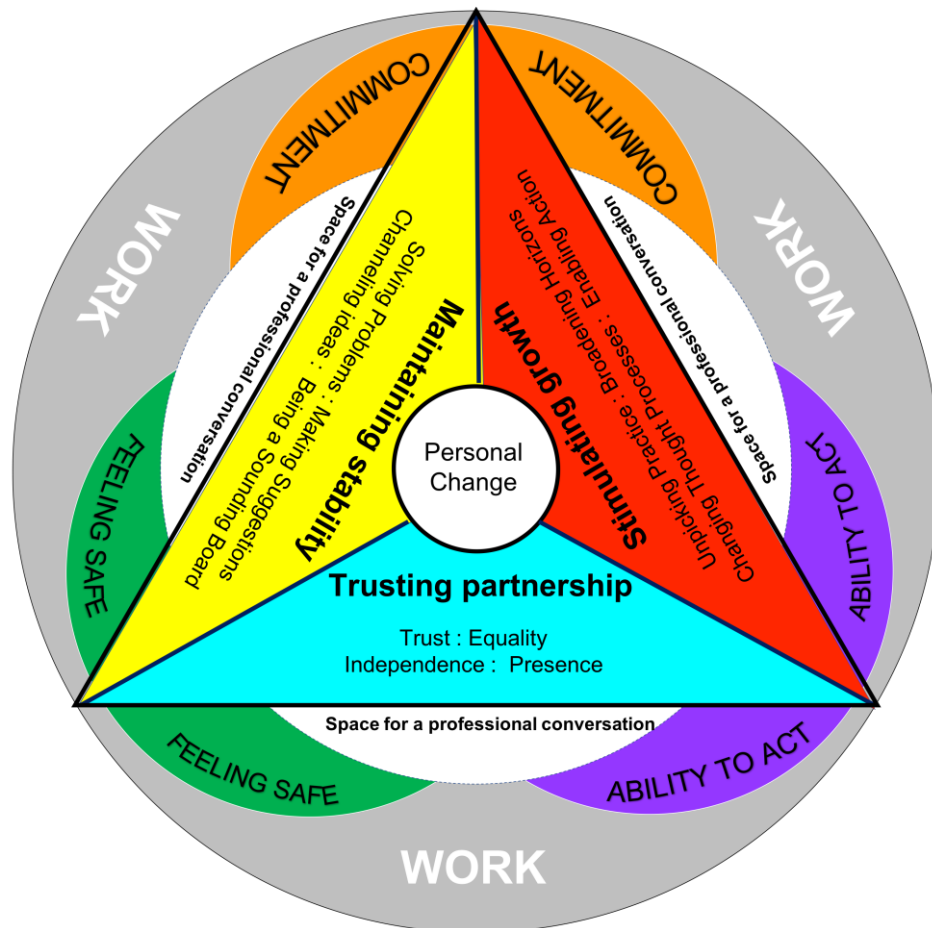 COMMITMENT
COMMITMENT
WORK
WORK
Space for a professional conversation
Space for a professional conversation
Maintaining stability
Solving Problems : Making Suggestions
Channeling Ideas : Being a Sounding Board
Stimulating growth
Unpicking Practice : Broadening Horizons
Changing Thought Processes : Enabling Action
Personal
Change
FEELING SAFE
ABILITY TO ACT
Trusting partnership
Trust : Equality
Independence : Presence
Space for a professional conversation
FEELING SAFE
ABILITY TO ACT
WORK